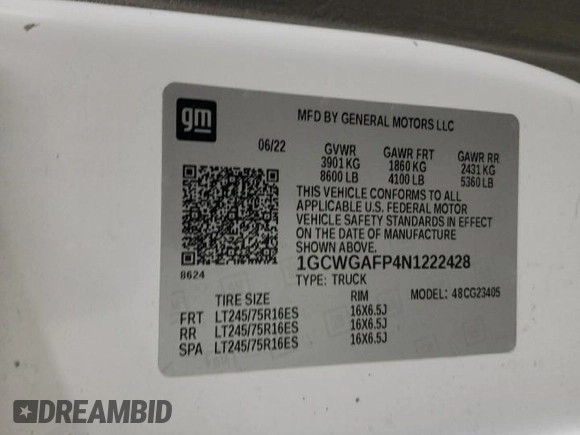 gm
MFD BY GENERAL MOTORS LLC
06/22 GVWR GAWR FRT GAWR RR
3901 KG 1860 KG 2431 KG
8600 LB 4100 LB 5360 LB
THIS VEHICLE CONFORMS TO ALL
APPLICABLE U.S. FEDERAL MOTOR
VEHICLE SAFETY STANDARDS IN EFFECT
ON THE DATE OF MANUFACTURE
SHOWN ABOVE.
8624
1GCWGAFP4N1222428
TYPE: TRUCK
MODEL: 48CG23405
TIRE SIZE RIM
FRT LT245/75R16ES 16X6.5J
RR LT245/75R16ES 16X6.5J
SPA LT245/75R16ES 16X6.5J
DREAMBID